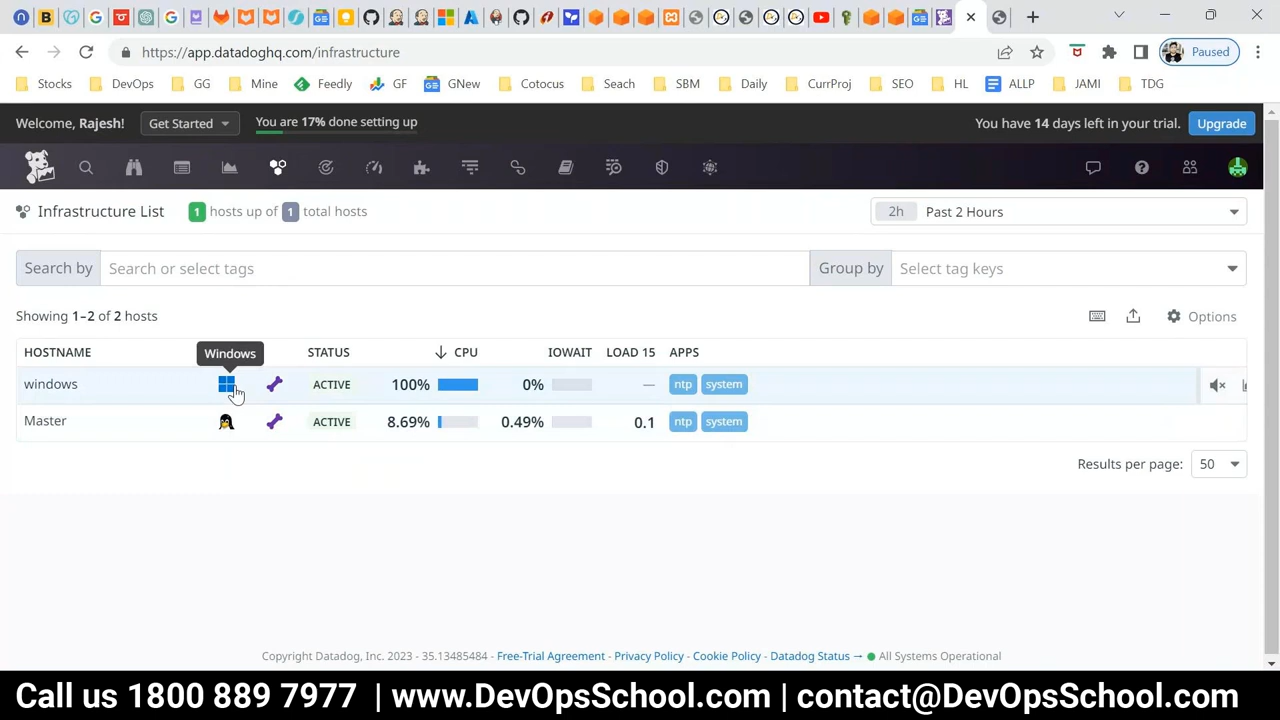 https://app.datadoghq.com/infrastructure
Paused
Stocks DevOps GG Mine Feedly GF GNew Cotocus Seach SBM Daily CurrProj SEO HL ALLP JAMI TDG
Welcome, Rajesh! Get Started You are 17% done setting up You have 14 days left in your trial. Upgrade
Infrastructure List 1 hosts up of 1 total hosts 2h Past 2 Hours
Search by Search or select tags Group by Select tag keys
Showing 1–2 of 2 hosts Options
Windows
HOSTNAME STATUS CPU IOWAIT LOAD 15 APPS
windows ACTIVE 100% 0% — ntp system
Master ACTIVE 8.69% 0.49% 0.1 ntp system
Results per page: 50
Copyright Datadog, Inc. 2023 - 35.13485484 - Free-Trial Agreement - Privacy Policy - Cookie Policy - Datadog Status → All Systems Operational
Call us 1800 889 7977 | www.DevOpsSchool.com | contact@DevOpsSchool.com